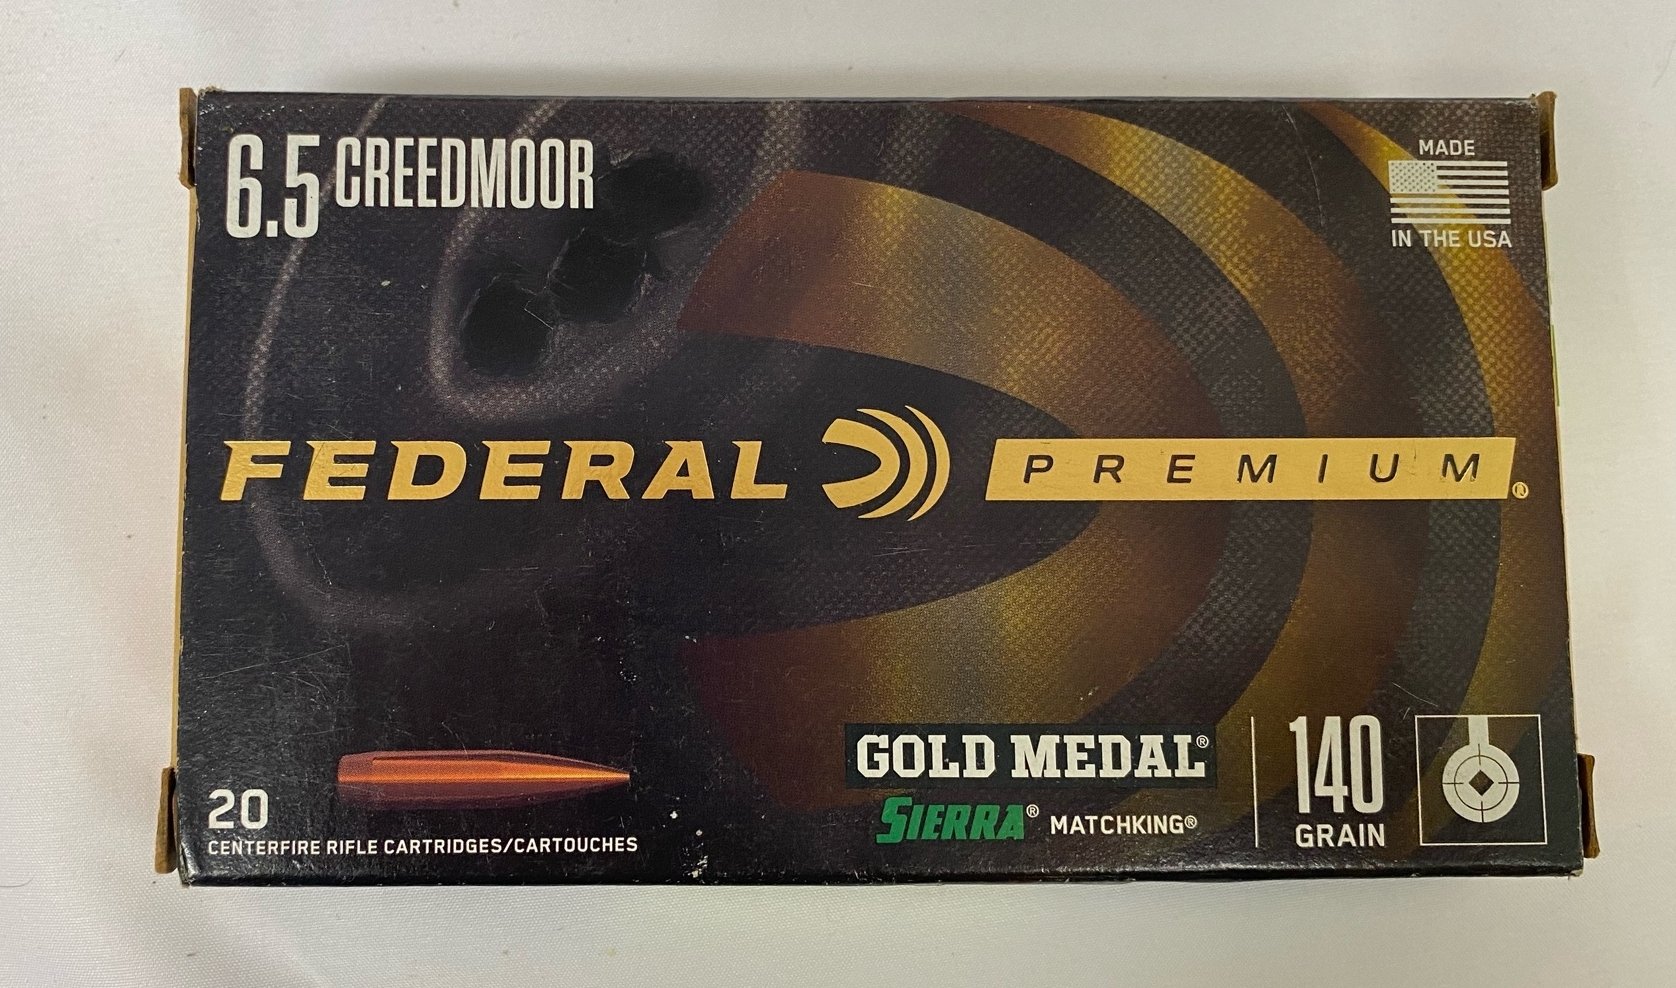 6.5 CREEDMOOR
MADE
IN THE USA
FEDERAL PREMIUM®
20
CENTERFIRE RIFLE CARTRIDGES/CARTOUCHES
GOLD MEDAL®
SIERRA® MATCHKING®
140
GRAIN